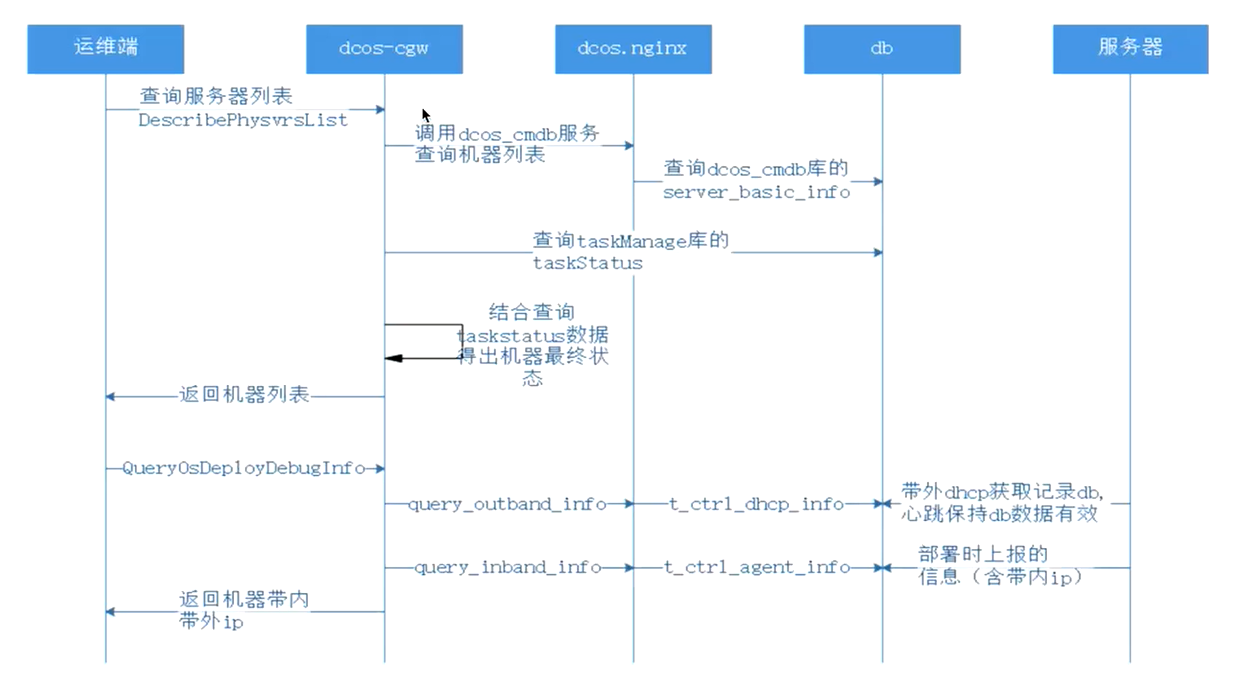 运维端
dcos-cgw
dcos.nginx
db
服务器
查询服务器列表
DescribePhysvrsList
调用dcos_cmdb服务
查询机器列表
查询dcos_cmdb库的
server_basic_info
查询taskManage库的
taskStatus
结合查询
taskstatus数据
得出机器最终状
态
返回机器列表
QueryOsDeployDebugInfo
query_outband_info
t_ctrl_dhcp_info
带外dhcp获取记录db,
心跳保持db数据有效
query_inband_info
t_ctrl_agent_info
部署时上报的
信息（含带内ip）
返回机器带内
带外ip